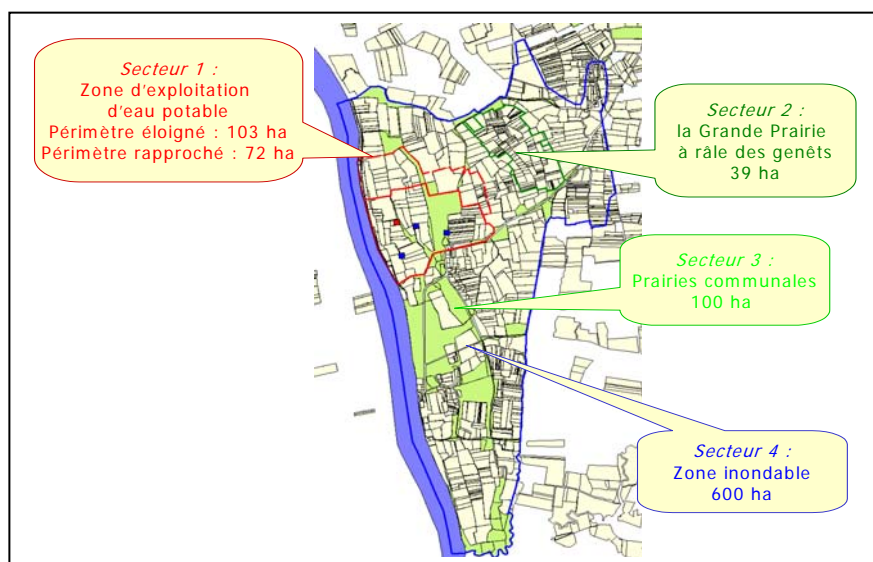 Secteur 1 :
Zone d'exploitation
d'eau potable
Périmètre éloigné : 103 ha
Périmètre rapproché : 72 ha
Secteur 2 :
la Grande Prairie
à râle des genêts
39 ha
Secteur 3 :
Prairies communales
100 ha
Secteur 4 :
Zone inondable
600 ha